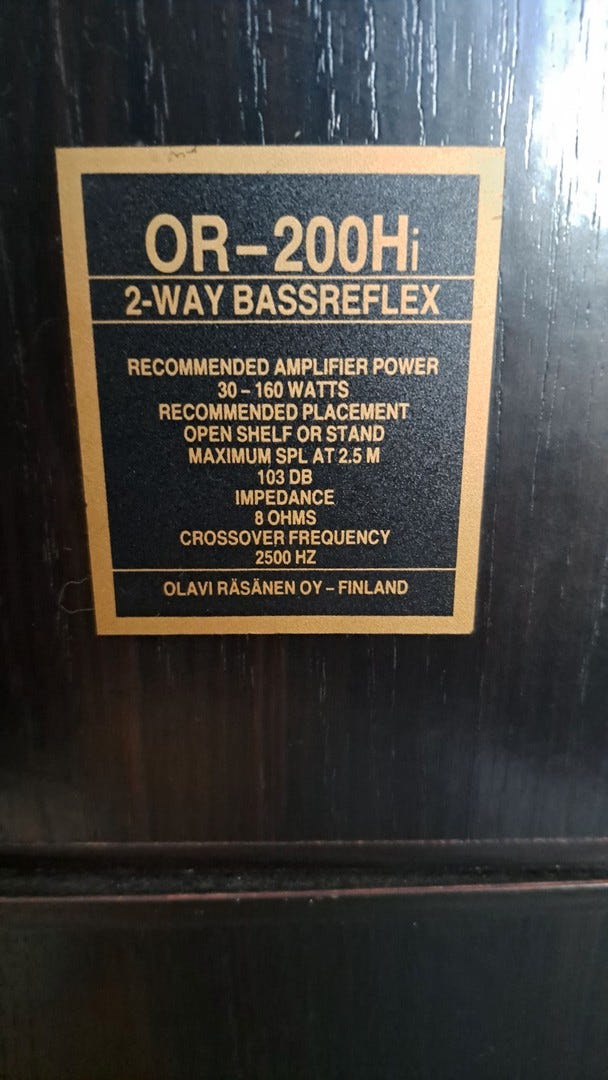 OR-200Hi
2-WAY BASSREFLEX
RECOMMENDED AMPLIFIER POWER
30 - 160 WATTS
RECOMMENDED PLACEMENT
OPEN SHELF OR STAND
MAXIMUM SPL AT 2.5 M
103 DB
IMPEDANCE
8 OHMS
CROSSOVER FREQUENCY
2500 HZ
OLAVI RÄSÄNEN OY - FINLAND